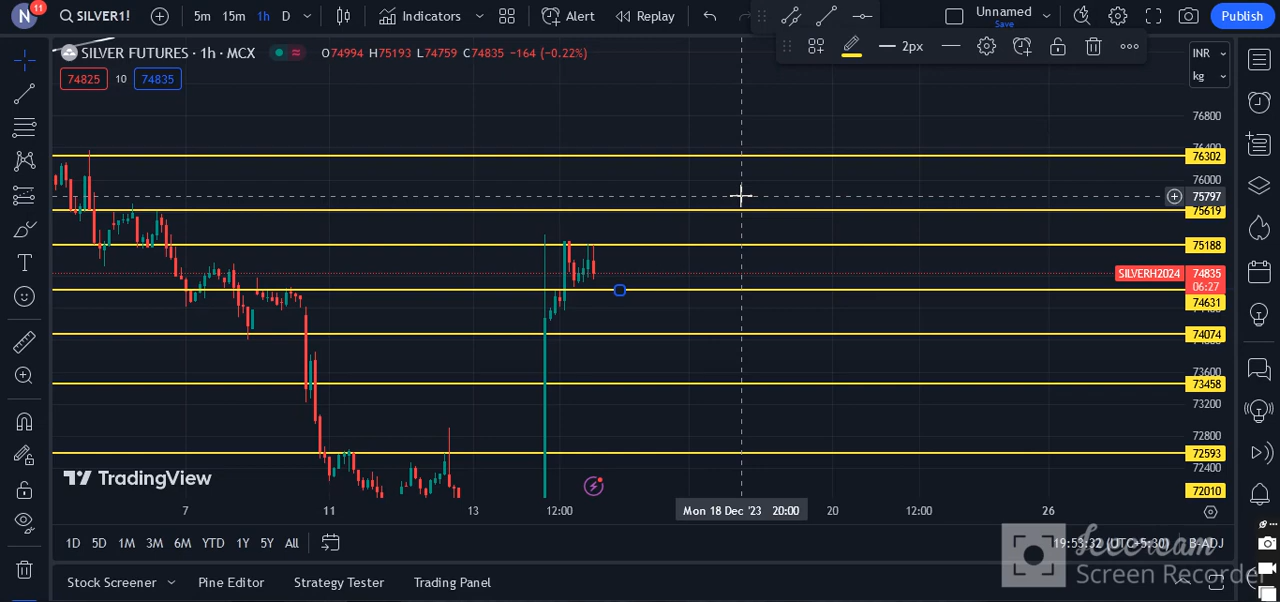 N 11 SILVER1! 5m 15m 1h D Indicators Alert Replay Unnamed Save Publish
2px
SILVER FUTURES · 1h · MCX O74994 H75193 L74759 C74835 −164 (−0.22%) INR
74825 10 74835 kg
76800
76302
76000
75797
75619
75188
SILVERH2024 74835
06:27
74631
74074
73600
73458
73200
72800
72593
72400
TradingView
72010
7 11 13 12:00 Mon 18 Dec '23 20:00 20 12:00 26
1D 5D 1M 3M 6M YTD 1Y 5Y All 19:53:32 (UTC+5:30) B-ADJ
Icecream
Screen Recorder
Stock Screener Pine Editor Strategy Tester Trading Panel